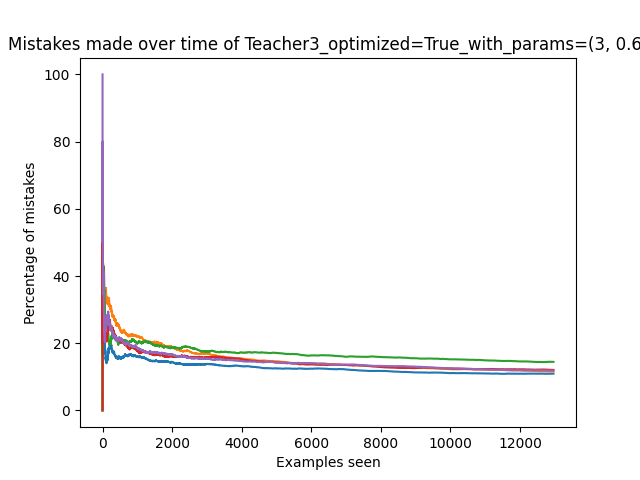 Mistakes made over time of Teacher3_optimized=True_with_params=(3, 0.6
100
80
60
40
20
0
Percentage of mistakes
0 2000 4000 6000 8000 10000 12000
Examples seen